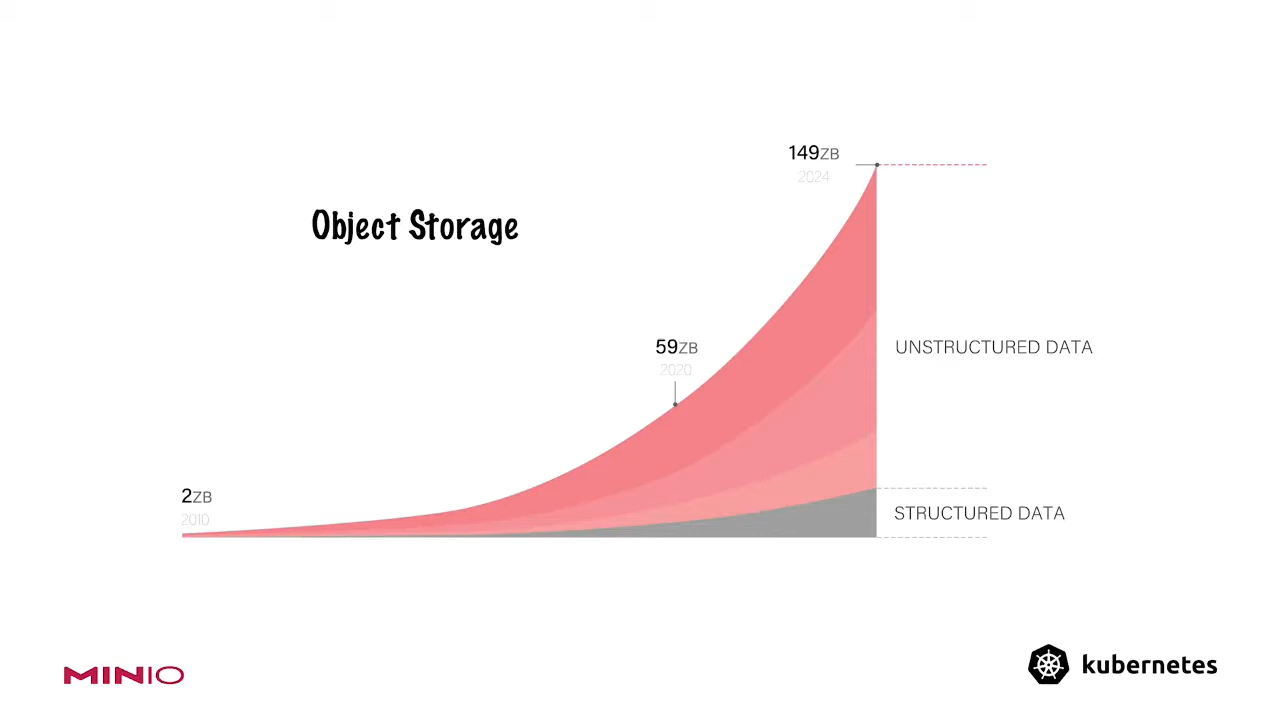 149ZB
2024
Object Storage
59ZB
2020
UNSTRUCTURED DATA
2ZB
2010
STRUCTURED DATA
MINIO
kubernetes